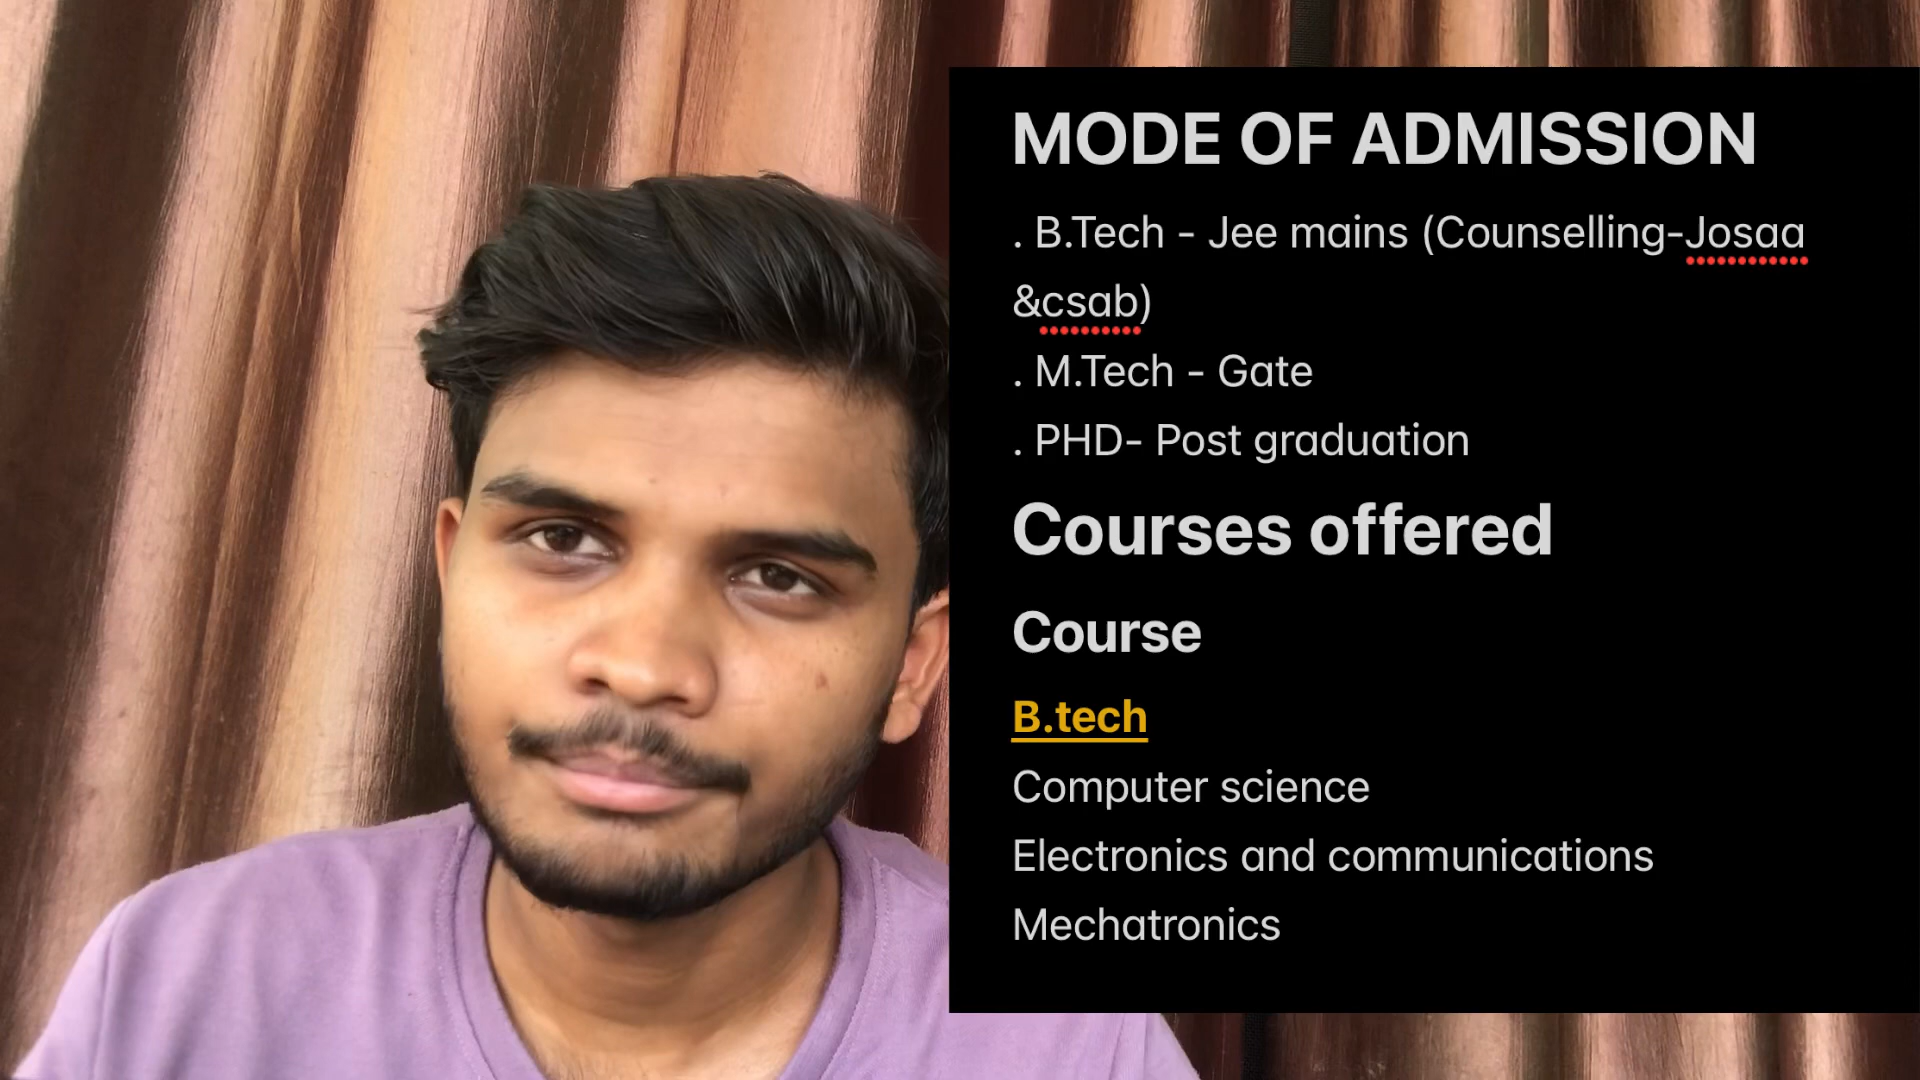 MODE OF ADMISSION
. B.Tech - Jee mains (Counselling-Josaa
&csab)
. M.Tech - Gate
. PHD- Post graduation
Courses offered
Course
B.tech
Computer science
Electronics and communications
Mechatronics